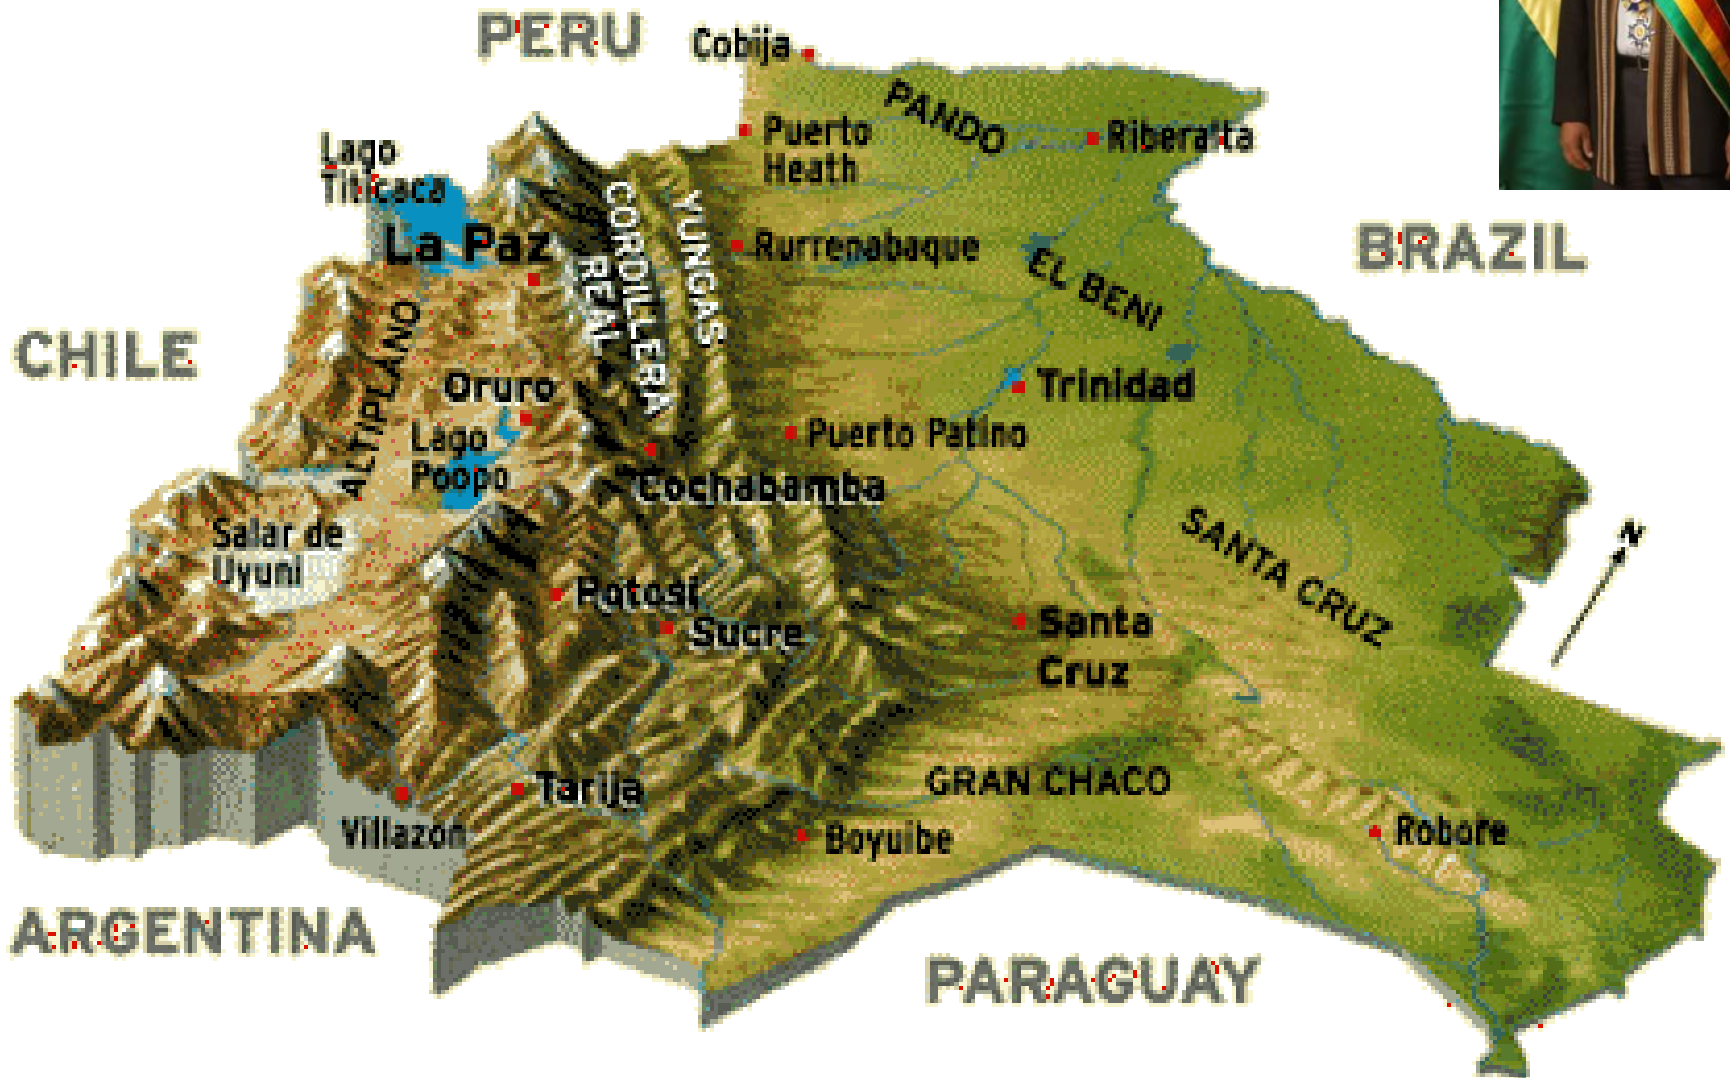 PERU
Cobija
PANDO
Puerto
Heath
Riberalta
Lago
Titicaca
La Paz
CORDILLERA
REAL
YUNGAS
Rurrenabaque
EL BENI
BRAZIL
CHILE
ALTIPLANO
Oruro
Trinidad
Lago
Poopo
Puerto Patino
Cochabamba
Salar de
Uyuni
SANTA CRUZ
N
Potosí
Sucre
Santa
Cruz
Tarija
GRAN CHACO
Villazon
Boyuibe
Robore
ARGENTINA
PARAGUAY